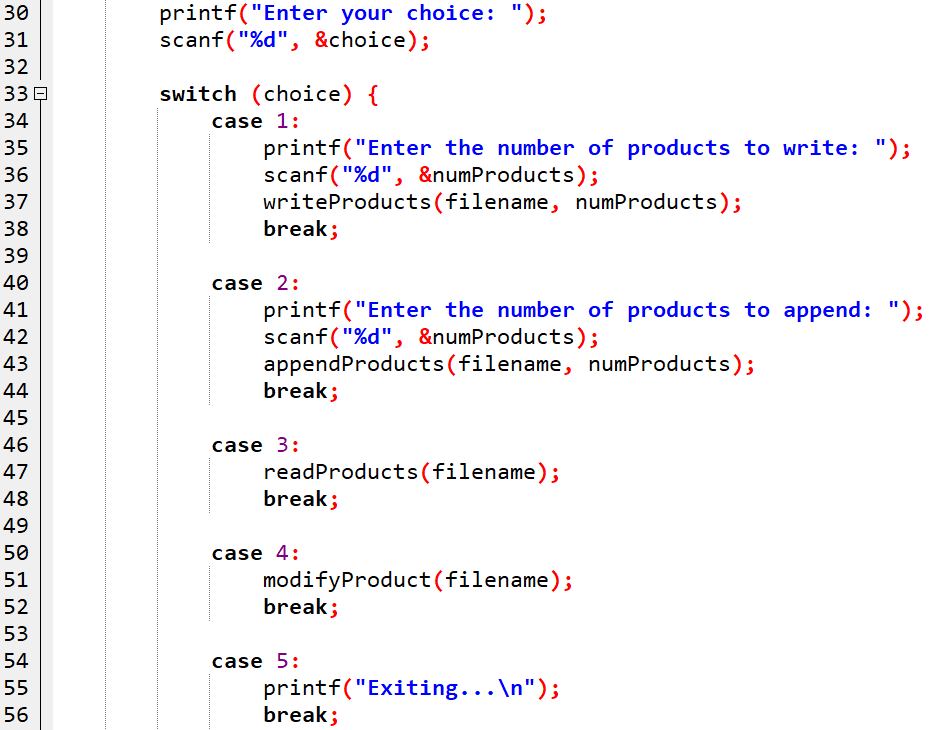 30 printf("Enter your choice: ");
31 scanf("%d", &choice);
32
33 switch (choice) {
34 case 1:
35 printf("Enter the number of products to write: ");
36 scanf("%d", &numProducts);
37 writeProducts(filename, numProducts);
38 break;
39
40 case 2:
41 printf("Enter the number of products to append: ");
42 scanf("%d", &numProducts);
43 appendProducts(filename, numProducts);
44 break;
45
46 case 3:
47 readProducts(filename);
48 break;
49
50 case 4:
51 modifyProduct(filename);
52 break;
53
54 case 5:
55 printf("Exiting...\n");
56 break;